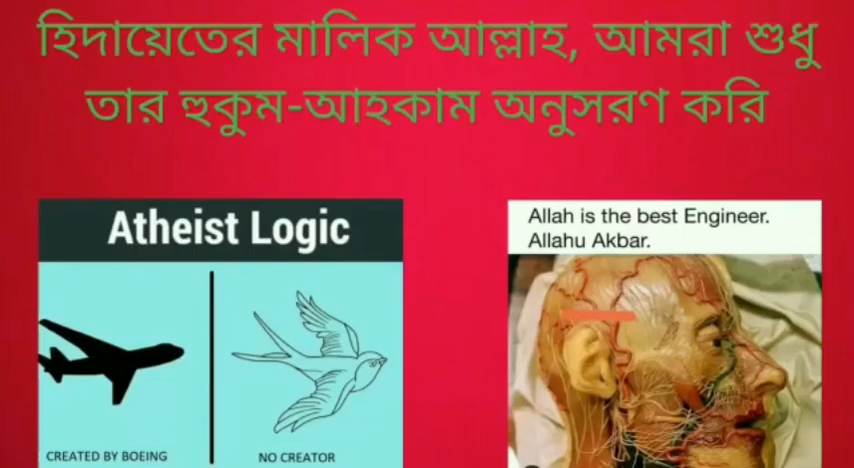 হিদায়েতের মালিক আল্লাহ, আমরা শুধু
তার হুকুম-আহকাম অনুসরণ করি
Atheist Logic
CREATED BY BOEING
NO CREATOR
Allah is the best Engineer.
Allahu Akbar.